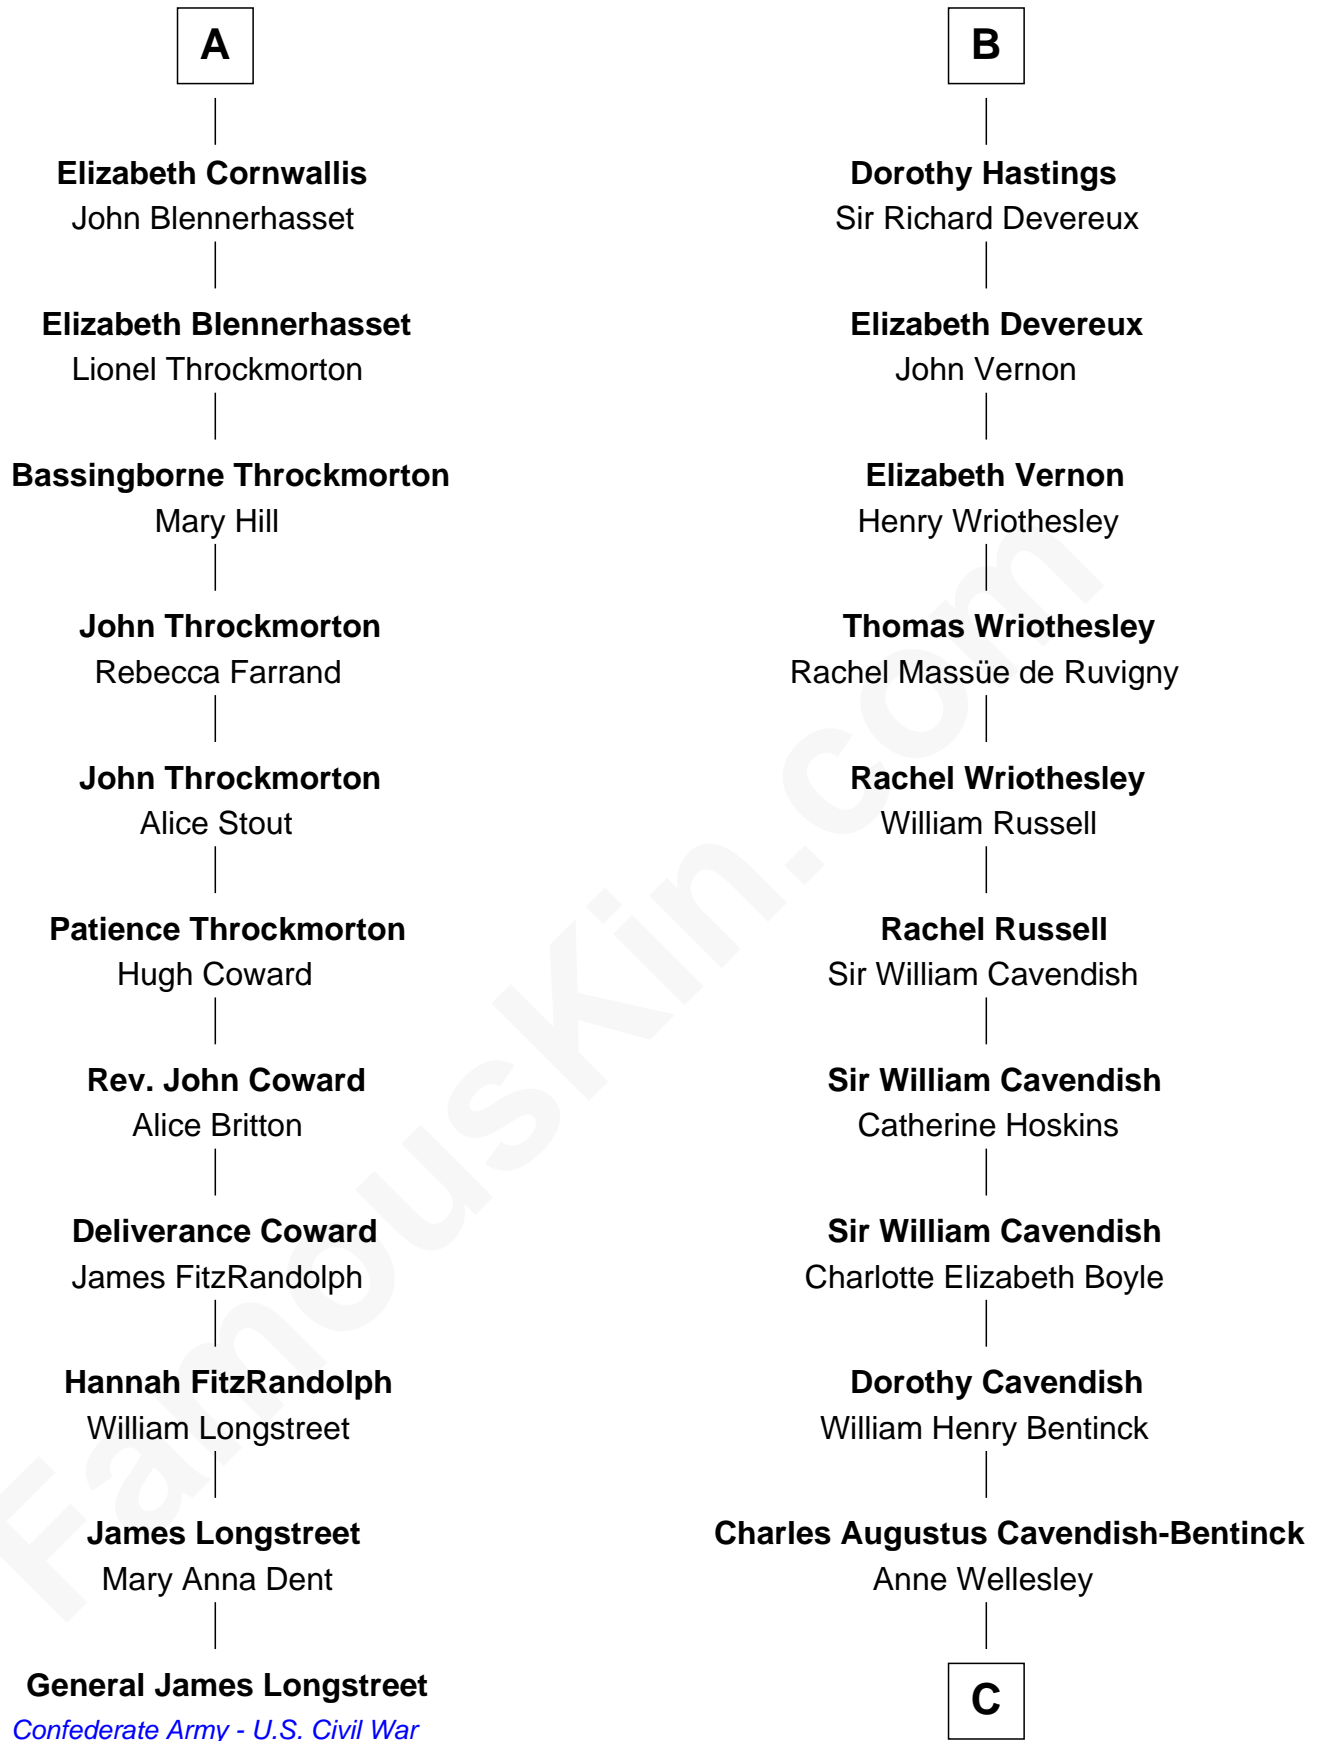 A
Elizabeth Cornwallis
John Blennerhasset
Elizabeth Blennerhasset
Lionel Throckmorton
Bassingborne Throckmorton
Mary Hill
John Throckmorton
Rebecca Farrand
John Throckmorton
Alice Stout
Patience Throckmorton
Hugh Coward
Rev. John Coward
Alice Britton
Deliverance Coward
James FitzRandolph
Hannah FitzRandolph
William Longstreet
James Longstreet
Mary Anna Dent
General James Longstreet
Confederate Army - U.S. Civil War
B
Dorothy Hastings
Sir Richard Devereux
Elizabeth Devereux
John Vernon
Elizabeth Vernon
Henry Wriothesley
Thomas Wriothesley
Rachel Massüe de Ruvigny
Rachel Wriothesley
William Russell
Rachel Russell
Sir William Cavendish
Sir William Cavendish
Catherine Hoskins
Sir William Cavendish
Charlotte Elizabeth Boyle
Dorothy Cavendish
William Henry Bentinck
Charles Augustus Cavendish-Bentinck
Anne Wellesley
C
FamousKin.com